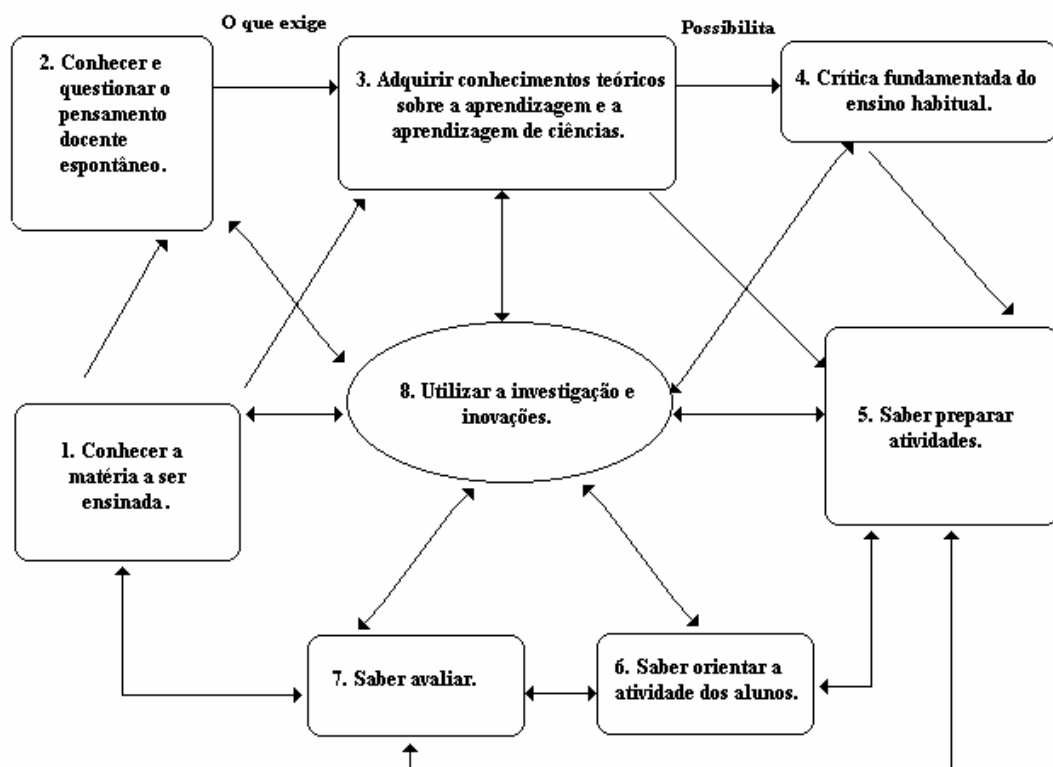 O que exige
Possibilita
2. Conhecer e
questionar o
pensamento
docente
espontâneo.
3. Adquirir conhecimentos teóricos
sobre a aprendizagem e a
aprendizagem de ciências.
4. Crítica fundamentada do
ensino habitual.
8. Utilizar a investigação e
inovações.
5. Saber preparar
atividades.
1. Conhecer a
matéria a ser
ensinada.
7. Saber avaliar.
6. Saber orientar a
atividade dos alunos.